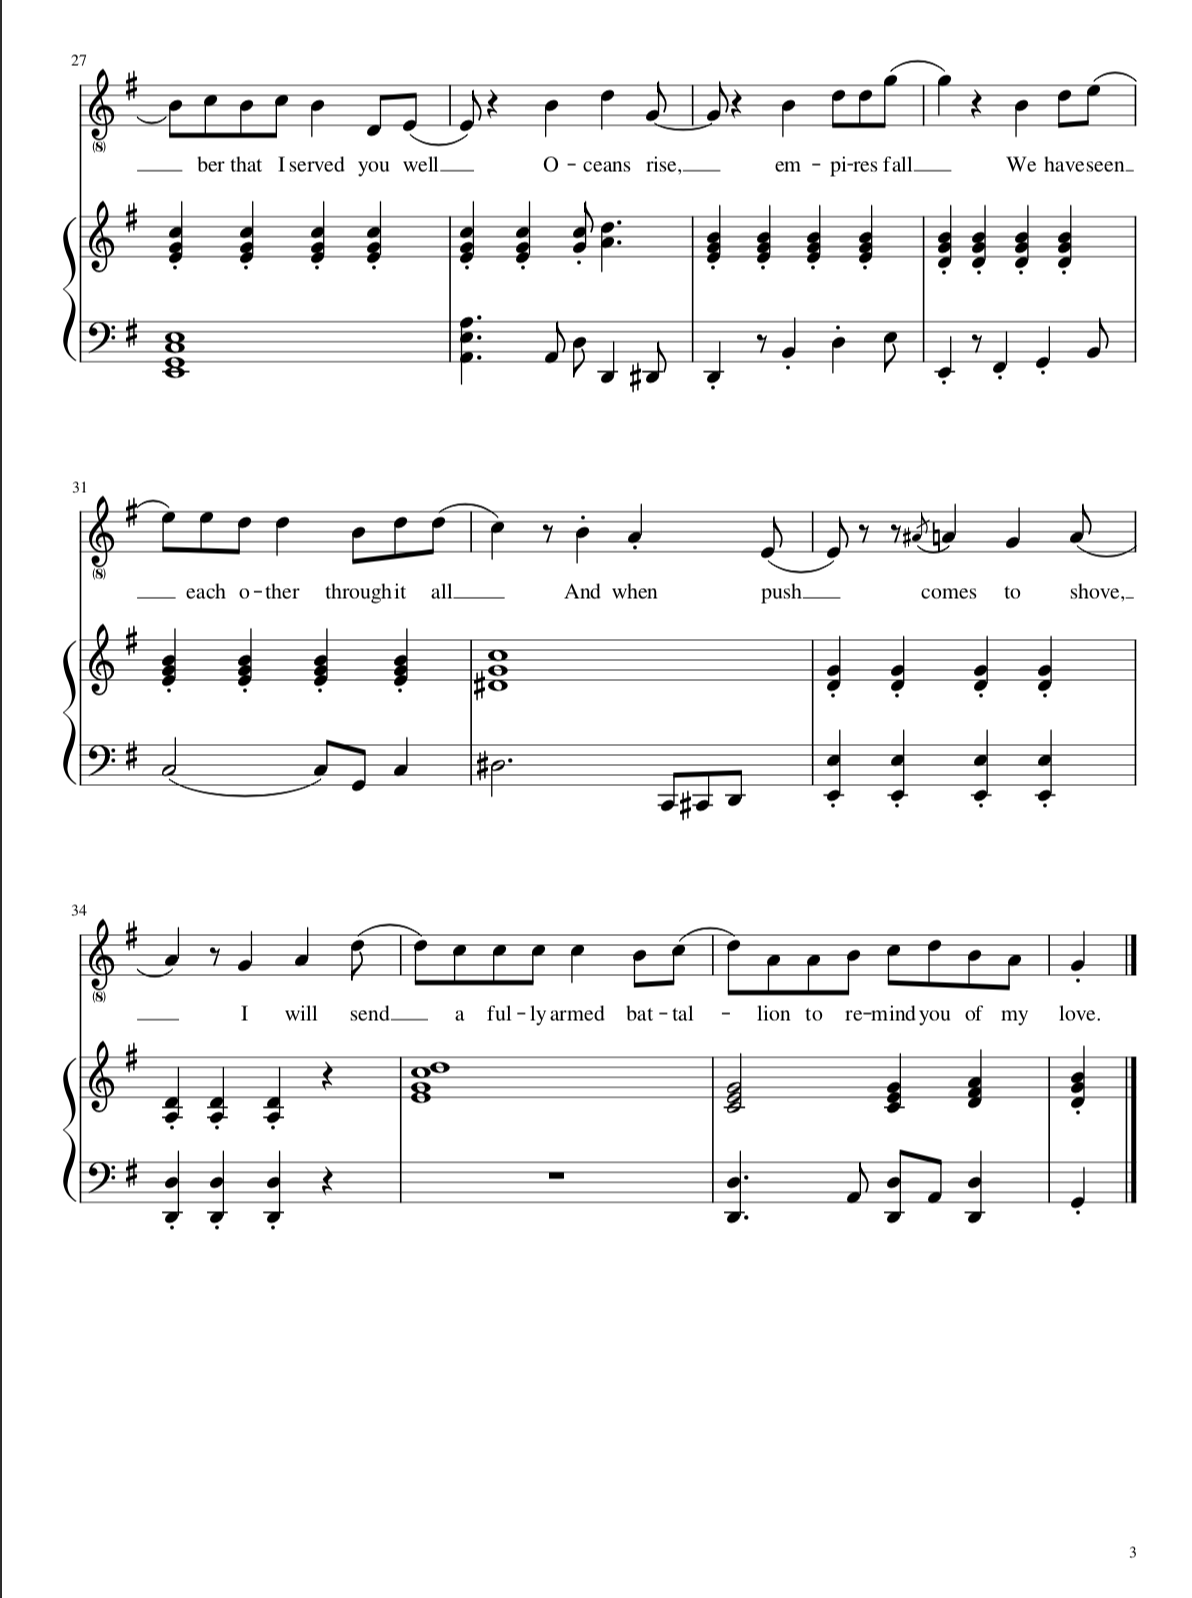 27
(8)
ber that I served you well O - ceans rise, em - pi - res fall We have seen
31
(8)
each o - ther through it all And when push comes to shove,
34
(8)
I will send a ful - ly armed bat - tal - lion to re - mind you of my love.
3